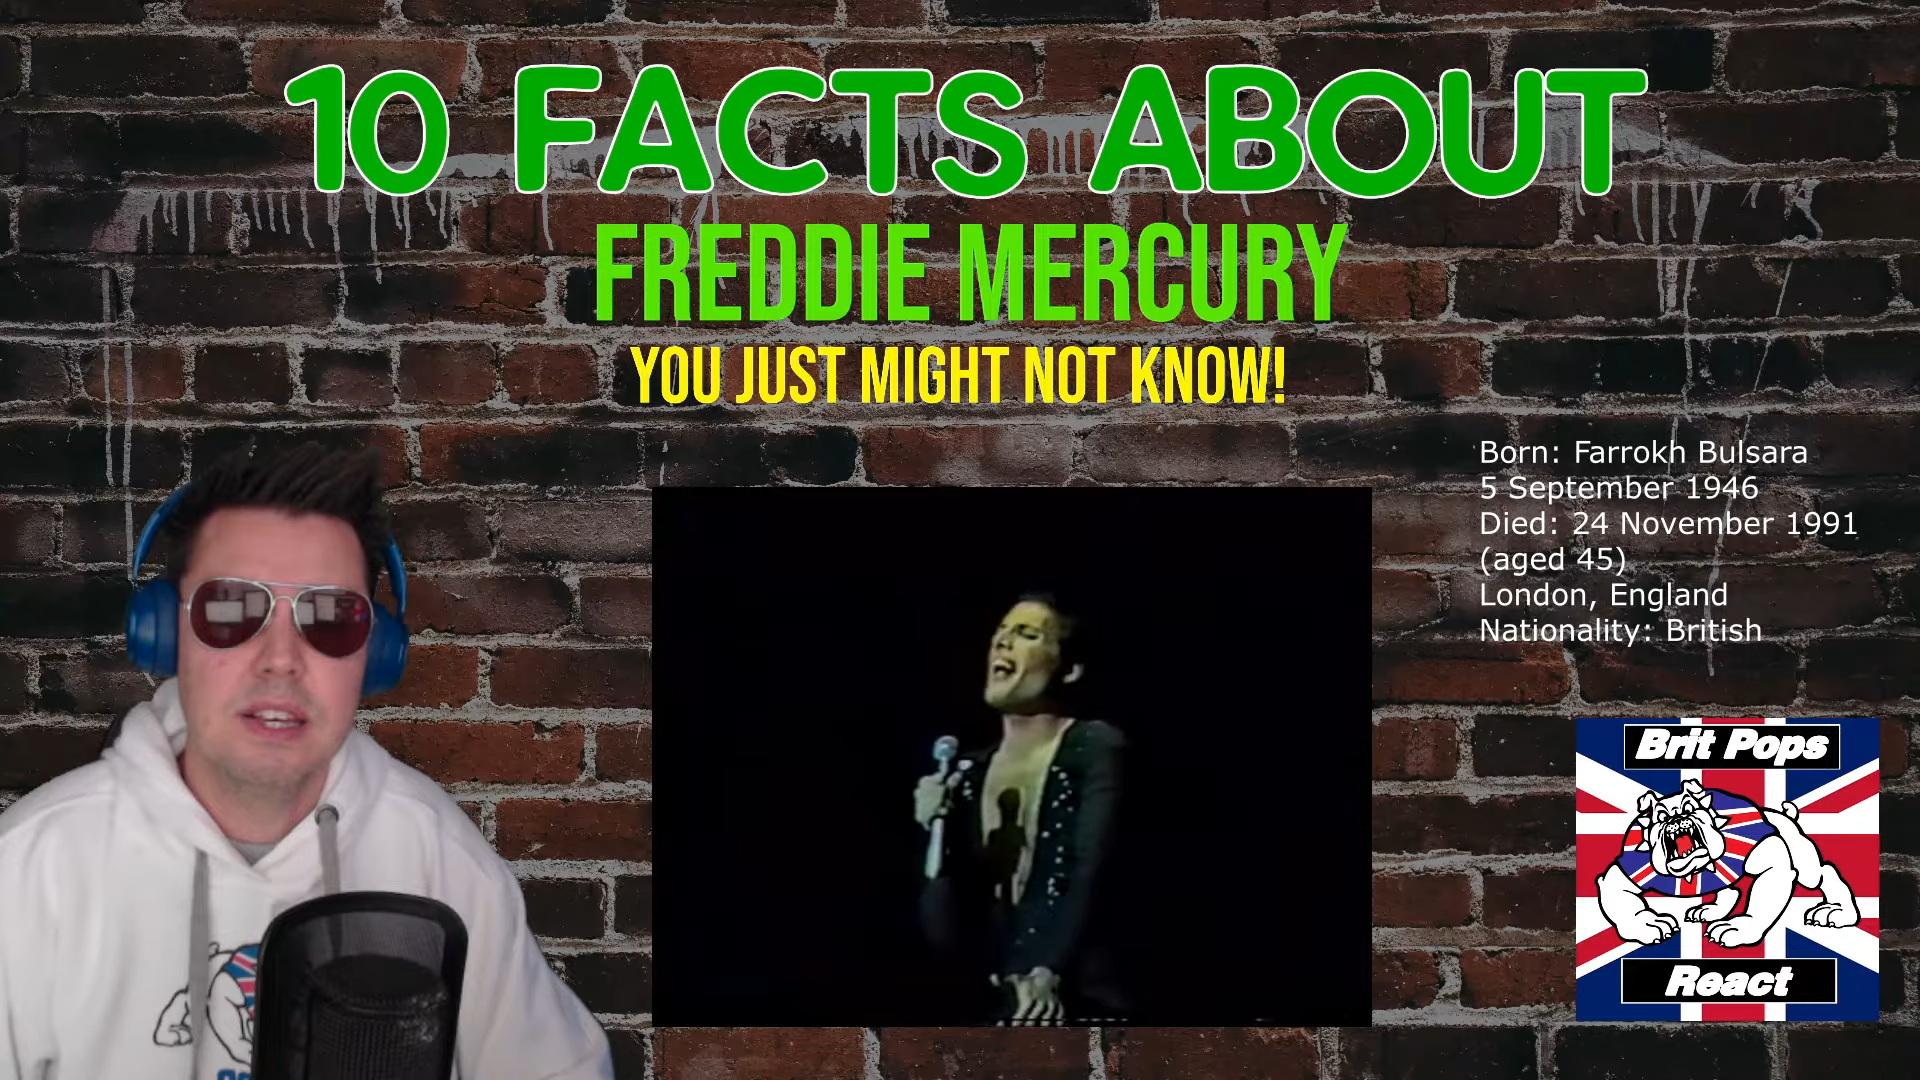 10 FACTS ABOUT
FREDDIE MERCURY
YOU JUST MIGHT NOT KNOW!
Born: Farrokh Bulsara
5 September 1946
Died: 24 November 1991
(aged 45)
London, England
Nationality: British
Brit Pops
React